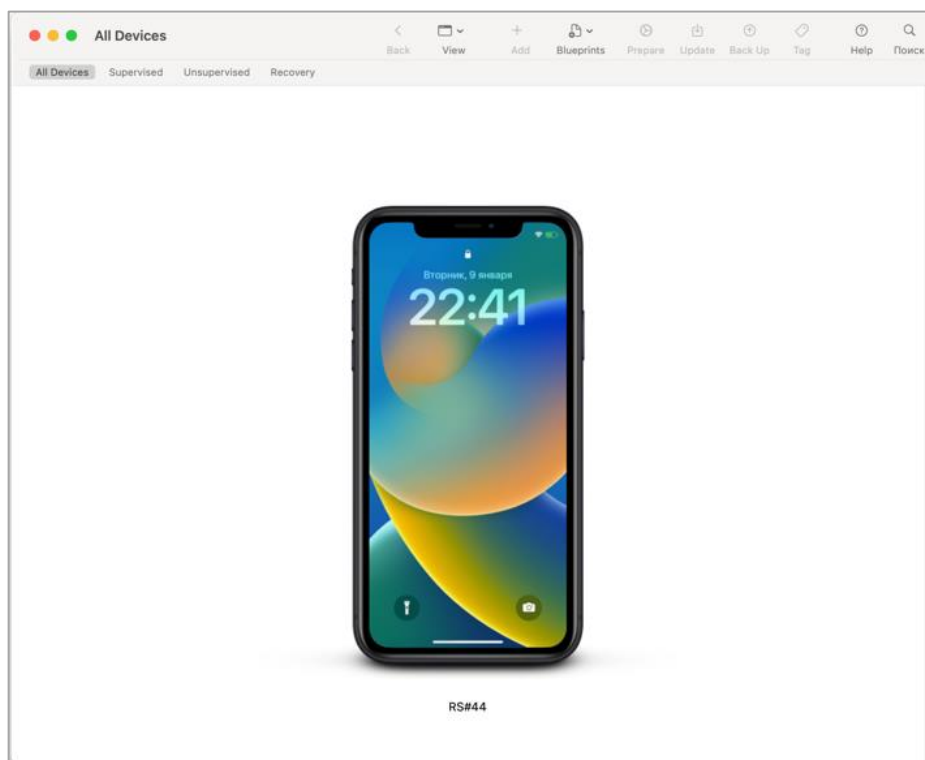 All Devices
Back View Add Blueprints Prepare Update Back Up Tag Help Поиск
All Devices Supervised Unsupervised Recovery
Вторник, 9 января
22:41
RS#44